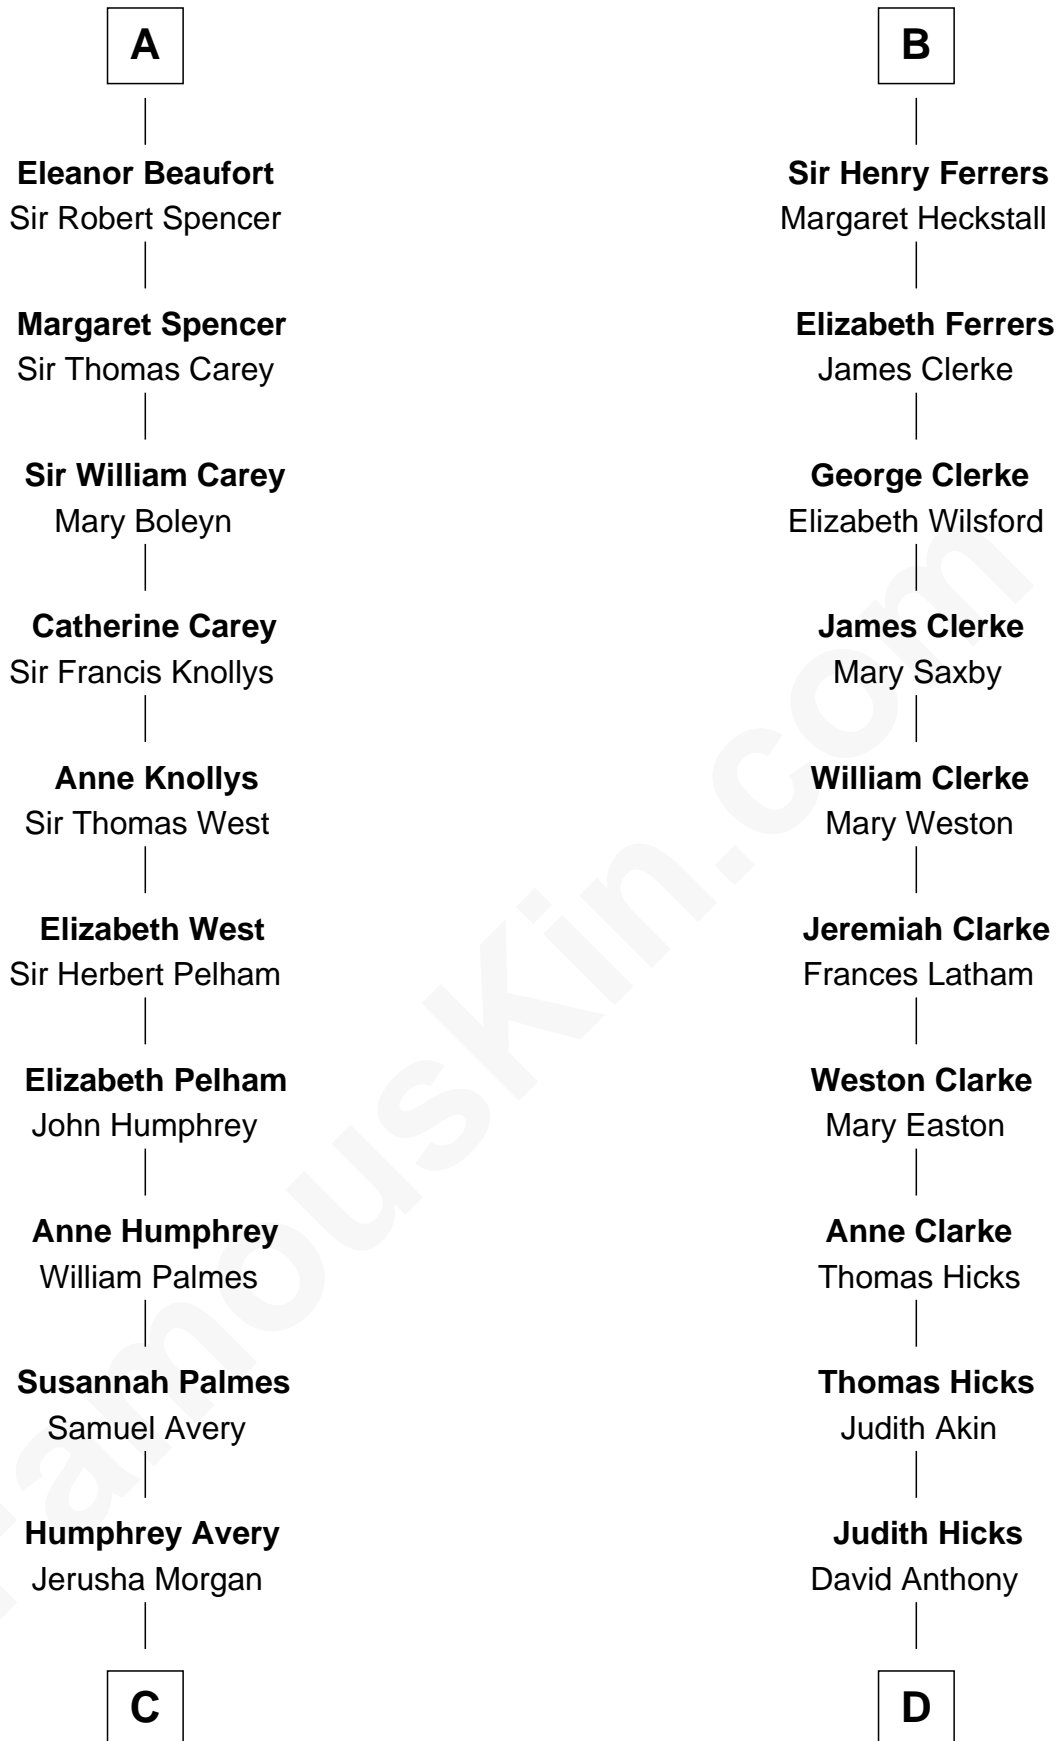 A
Eleanor Beaufort
Sir Robert Spencer
Margaret Spencer
Sir Thomas Carey
Sir William Carey
Mary Boleyn
Catherine Carey
Sir Francis Knollys
Anne Knollys
Sir Thomas West
Elizabeth West
Sir Herbert Pelham
Elizabeth Pelham
John Humphrey
Anne Humphrey
William Palmes
Susannah Palmes
Samuel Avery
Humphrey Avery
Jerusha Morgan
C
B
Sir Henry Ferrers
Margaret Heckstall
Elizabeth Ferrers
James Clerke
George Clerke
Elizabeth Wilsford
James Clerke
Mary Saxby
William Clerke
Mary Weston
Jeremiah Clarke
Frances Latham
Weston Clarke
Mary Easton
Anne Clarke
Thomas Hicks
Thomas Hicks
Judith Akin
Judith Hicks
David Anthony
D
FamousKin.com